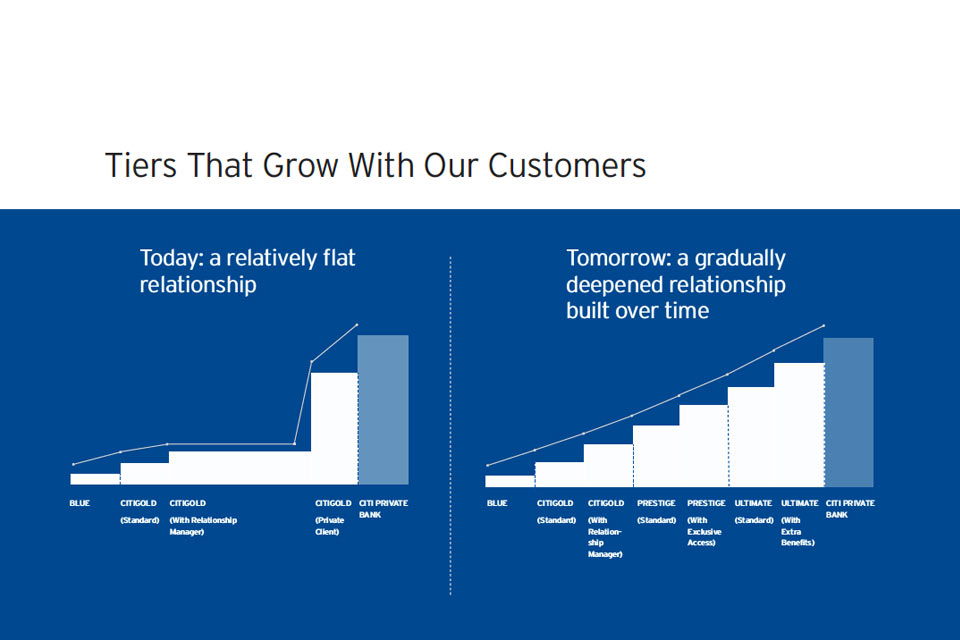 Tiers That Grow With Our Customers
Today: a relatively flat
relationship
BLUE
CITIGOLD
(Standard)
CITIGOLD
(With Relationship
Manager)
CITIGOLD
(Private
Client)
CITI PRIVATE
BANK
Tomorrow: a gradually
deepened relationship
built over time
BLUE
CITIGOLD
(Standard)
CITIGOLD
(With
Relation-
ship
Manager)
PRESTIGE
(Standard)
PRESTIGE
(With
Exclusive
Access)
ULTIMATE
(Standard)
ULTIMATE
(With
Extra
Benefits)
CITI PRIVATE
BANK